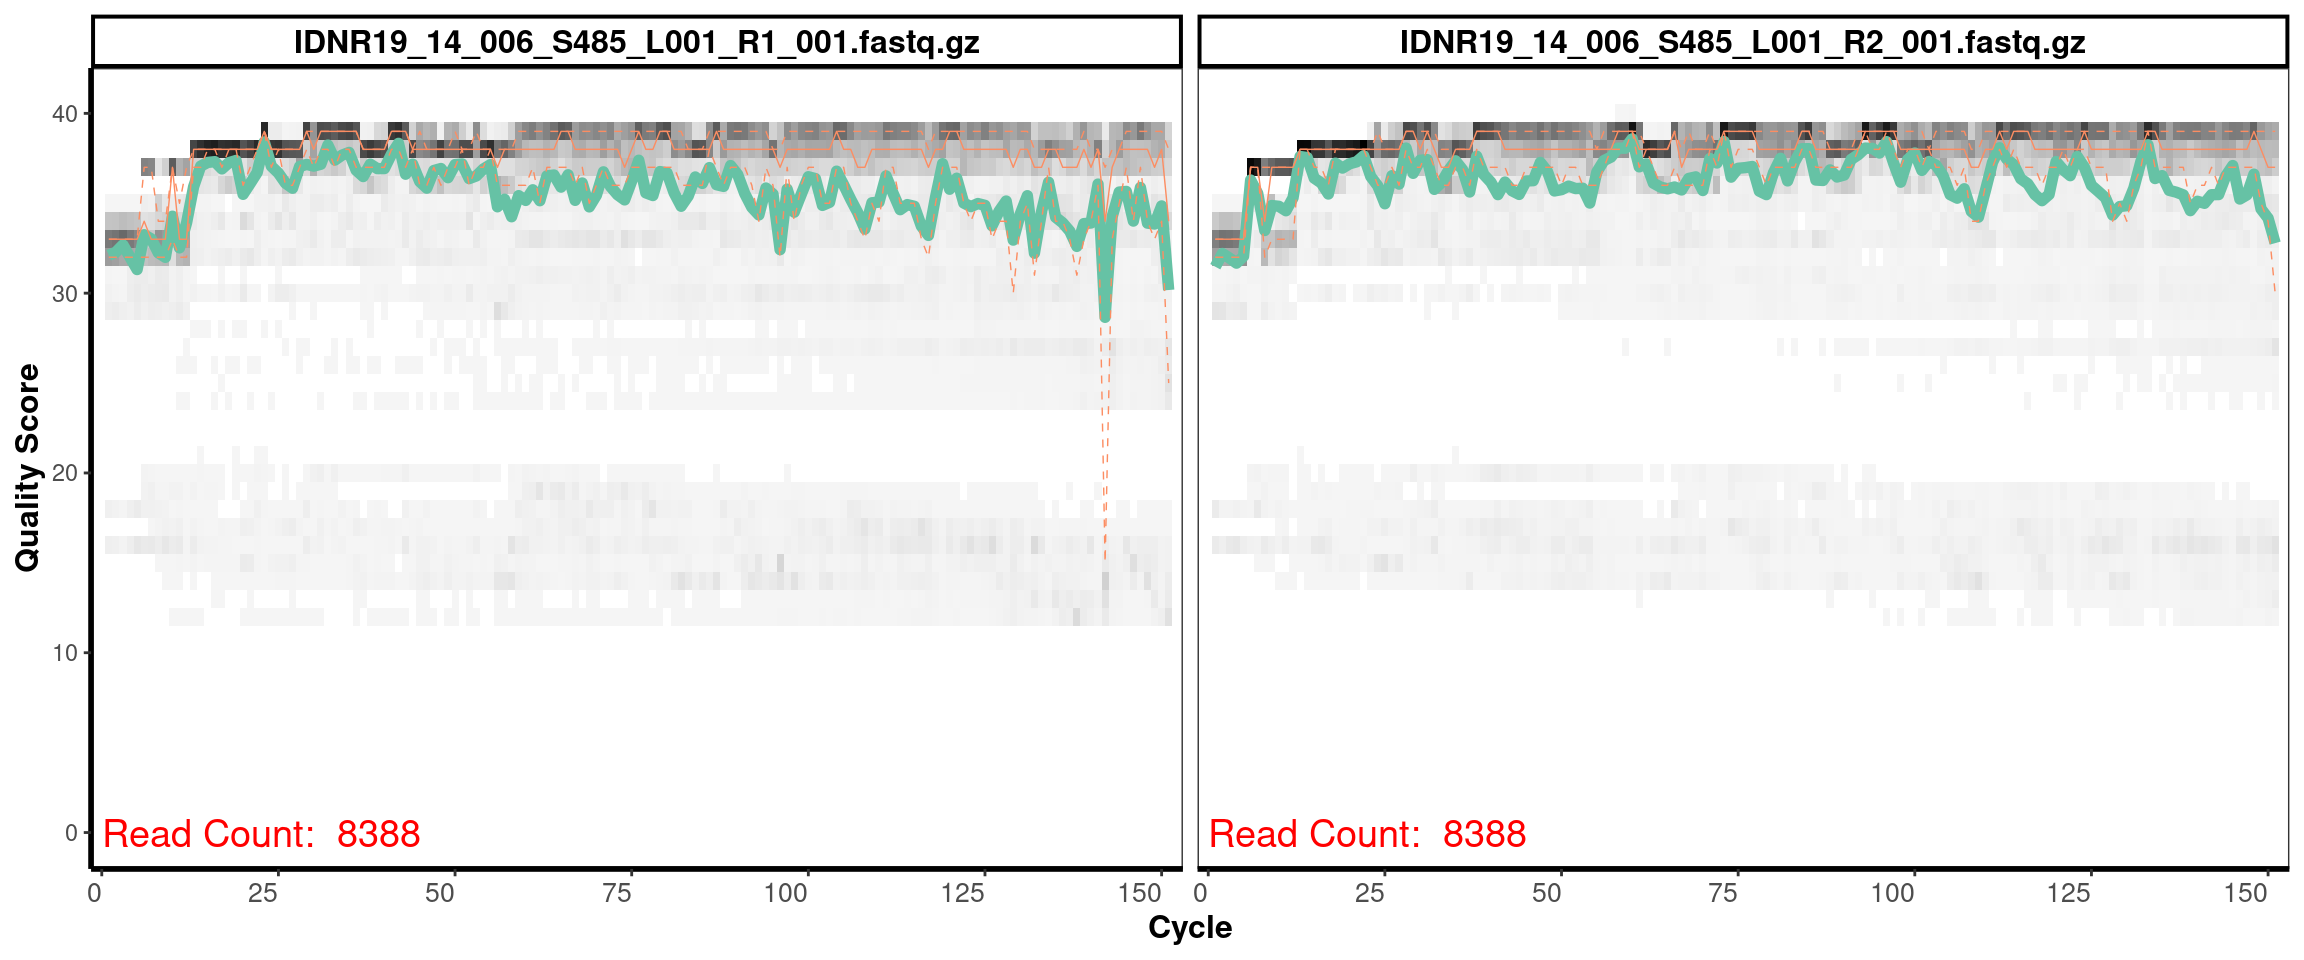 IDNR19_14_006_S485_L001_R1_001.fastq.gz
IDNR19_14_006_S485_L001_R2_001.fastq.gz
Quality Score
40
30
20
10
0
Read Count:  8388
Read Count:  8388
0 25 50 75 100 125 150
0 25 50 75 100 125 150
Cycle